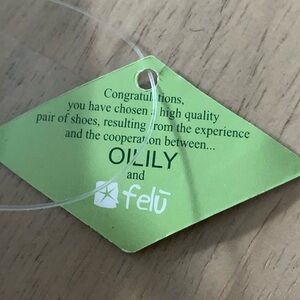 Congratulations,
you have chosen a high quality
pair of shoes, resulting from the experience
and the cooperation between...
OILILY
and
felū